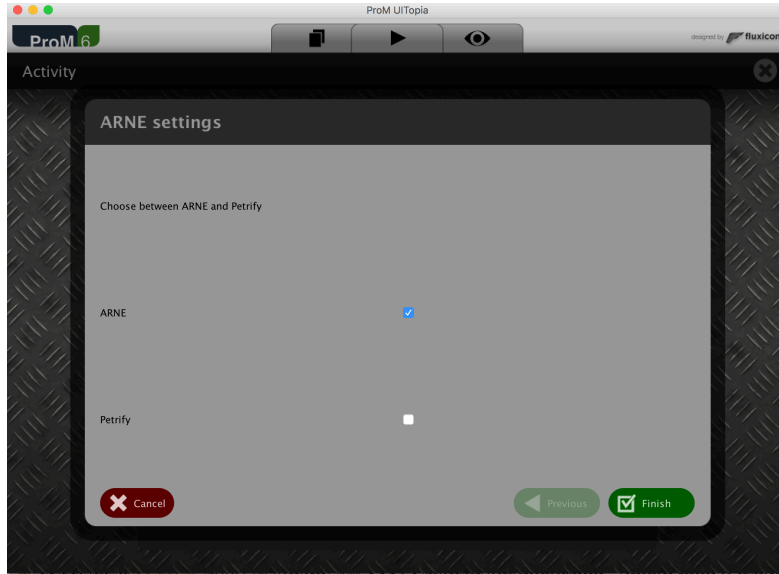 ProM UITopia
ProM 6
designed by fluxicon
Activity
ARNE settings
Choose between ARNE and Petrify
ARNE
Petrify
Cancel
Previous
Finish